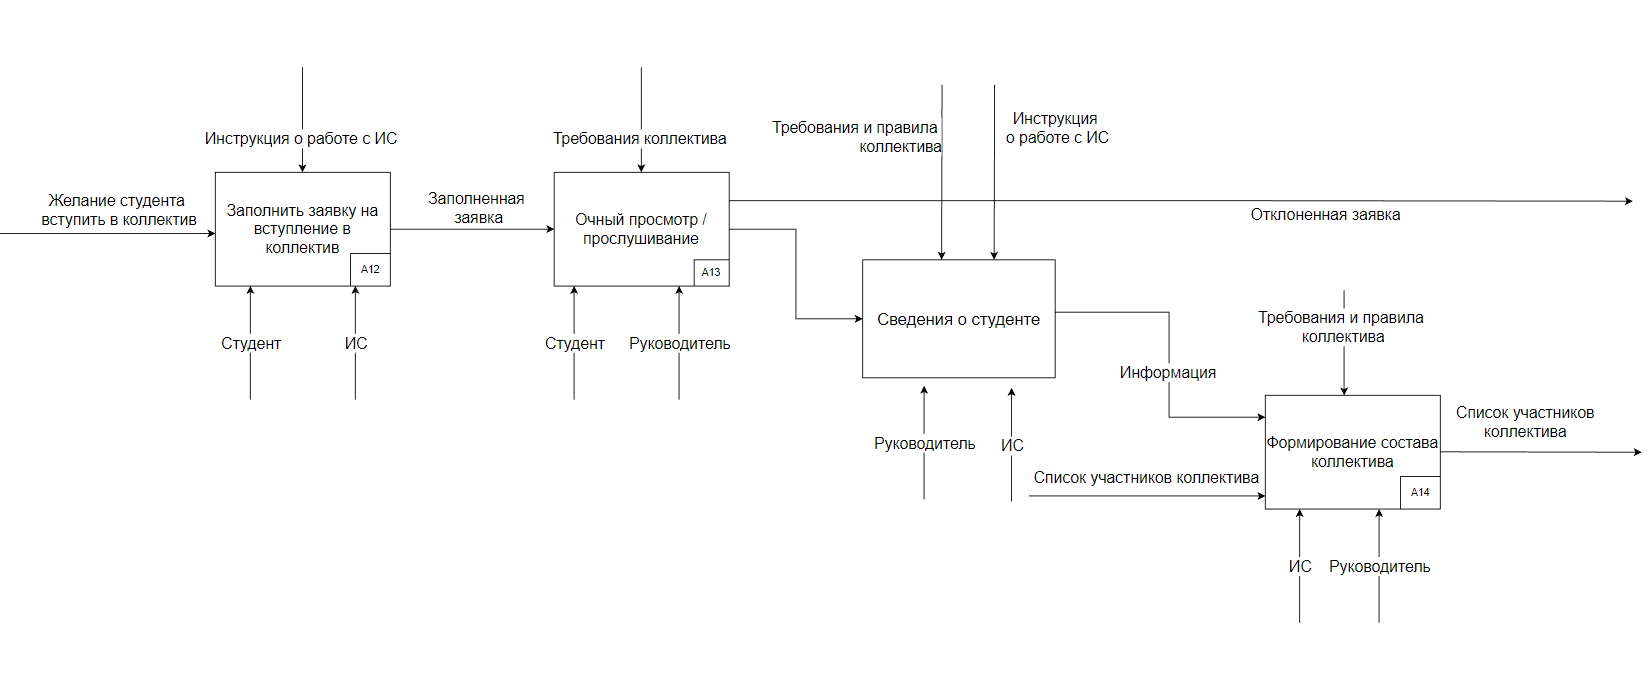 Инструкция о работе с ИС
Желание студента
вступить в коллектив
Заполнить заявку на
вступление в
коллектив
A12
Студент
ИС
Заполненная
заявка
Требования коллектива
Очный просмотр /
прослушивание
A13
Студент
Руководитель
Отклоненная заявка
Требования и правила
коллектива
Инструкция
о работе с ИС
Сведения о студенте
Руководитель
ИС
Информация
Список участников коллектива
Требования и правила
коллектива
Формирование состава
коллектива
A14
ИС
Руководитель
Список участников
коллектива